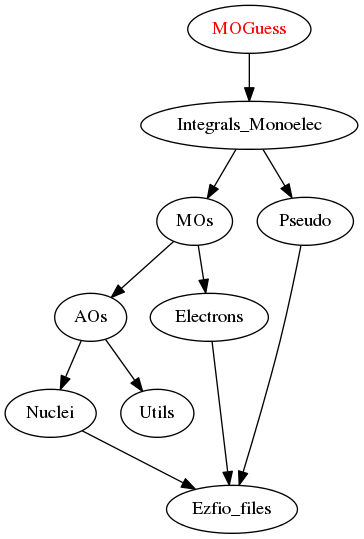 MOGuess
Integrals_Monoelec
MOs
Pseudo
AOs
Electrons
Nuclei
Utils
Ezfio_files